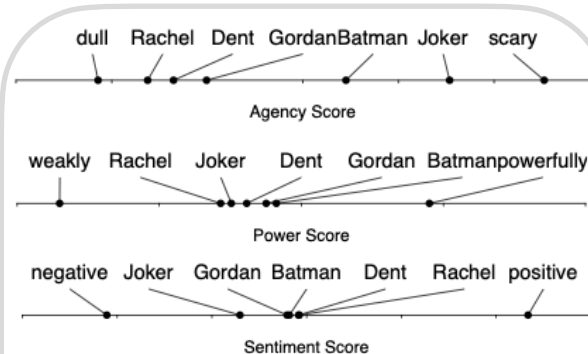 dull Rachel Dent GordanBatman Joker scary
Agency Score
weakly Rachel Joker Dent Gordan Batmanpowerfully
Power Score
negative Joker Gordan Batman Dent Rachel positive
Sentiment Score